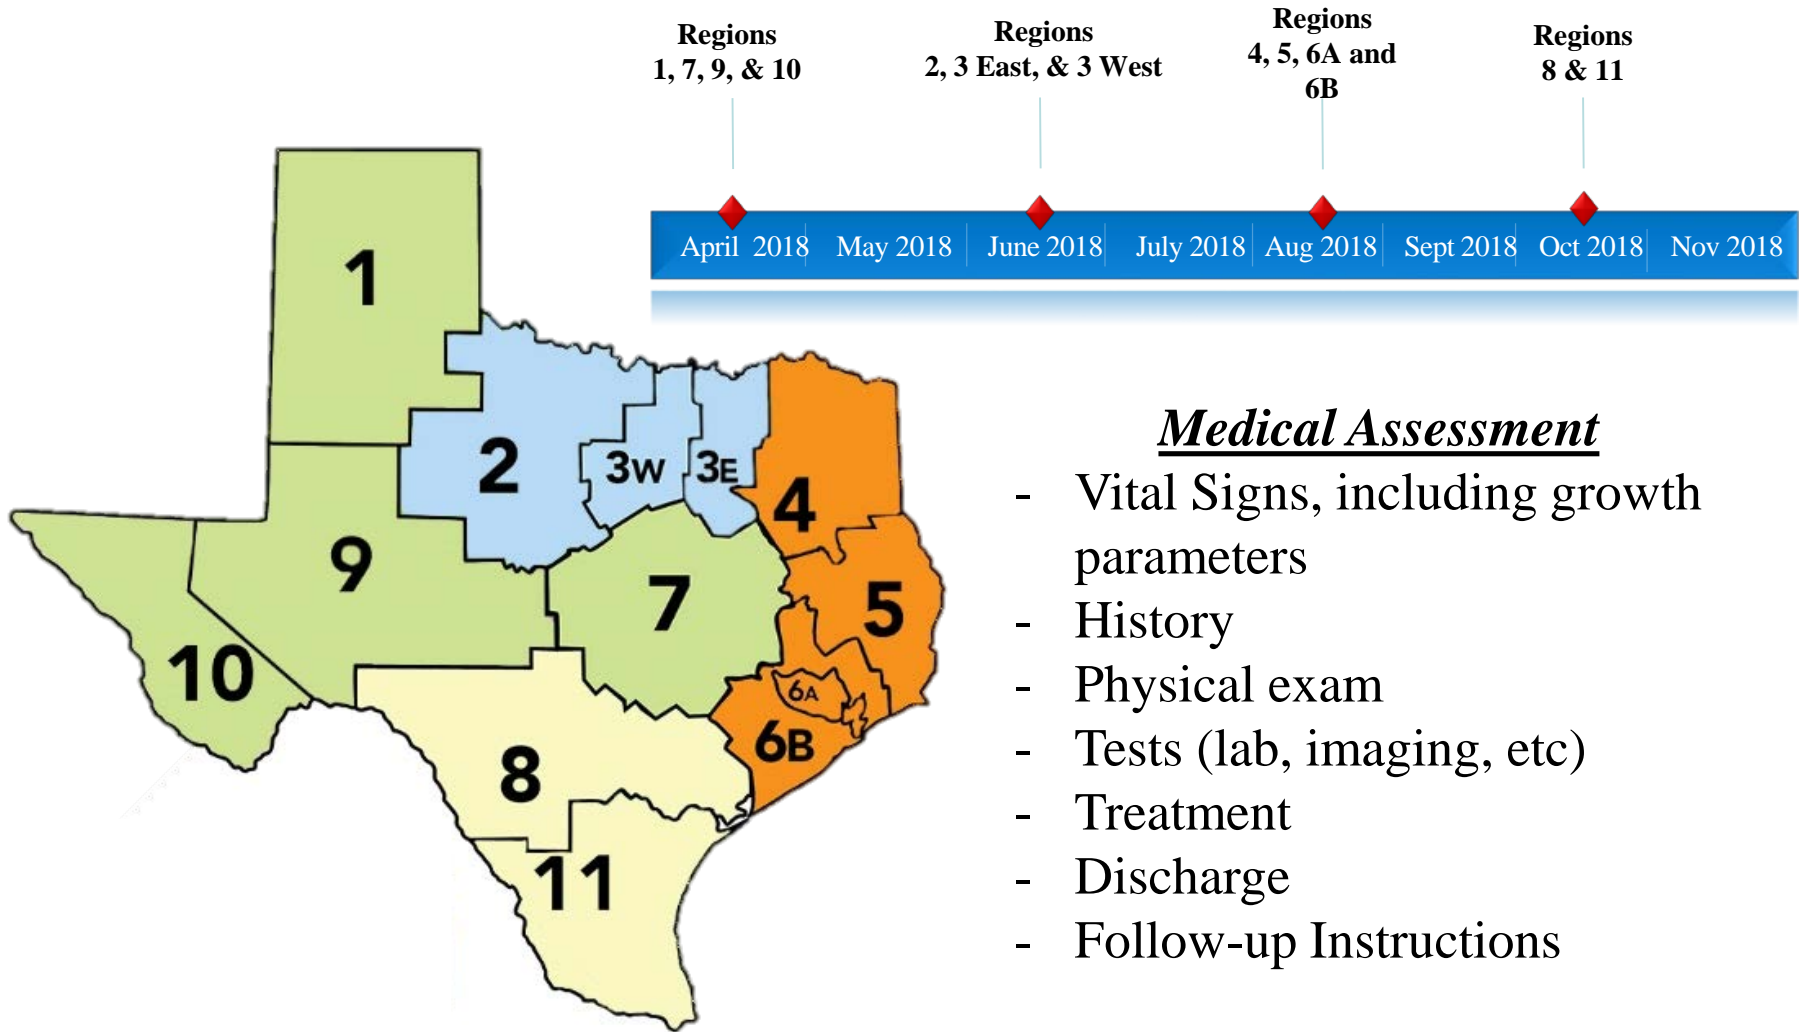 Regions
1, 7, 9, & 10
Regions
2, 3 East, & 3 West
Regions
4, 5, 6A and
6B
Regions
8 & 11
April 2018
May 2018
June 2018
July 2018
Aug 2018
Sept 2018
Oct 2018
Nov 2018
1
2
3W
3E
4
9
7
5
10
6A
6B
8
11
Medical Assessment
- Vital Signs, including growth
parameters
- History
- Physical exam
- Tests (lab, imaging, etc)
- Treatment
- Discharge
- Follow-up Instructions